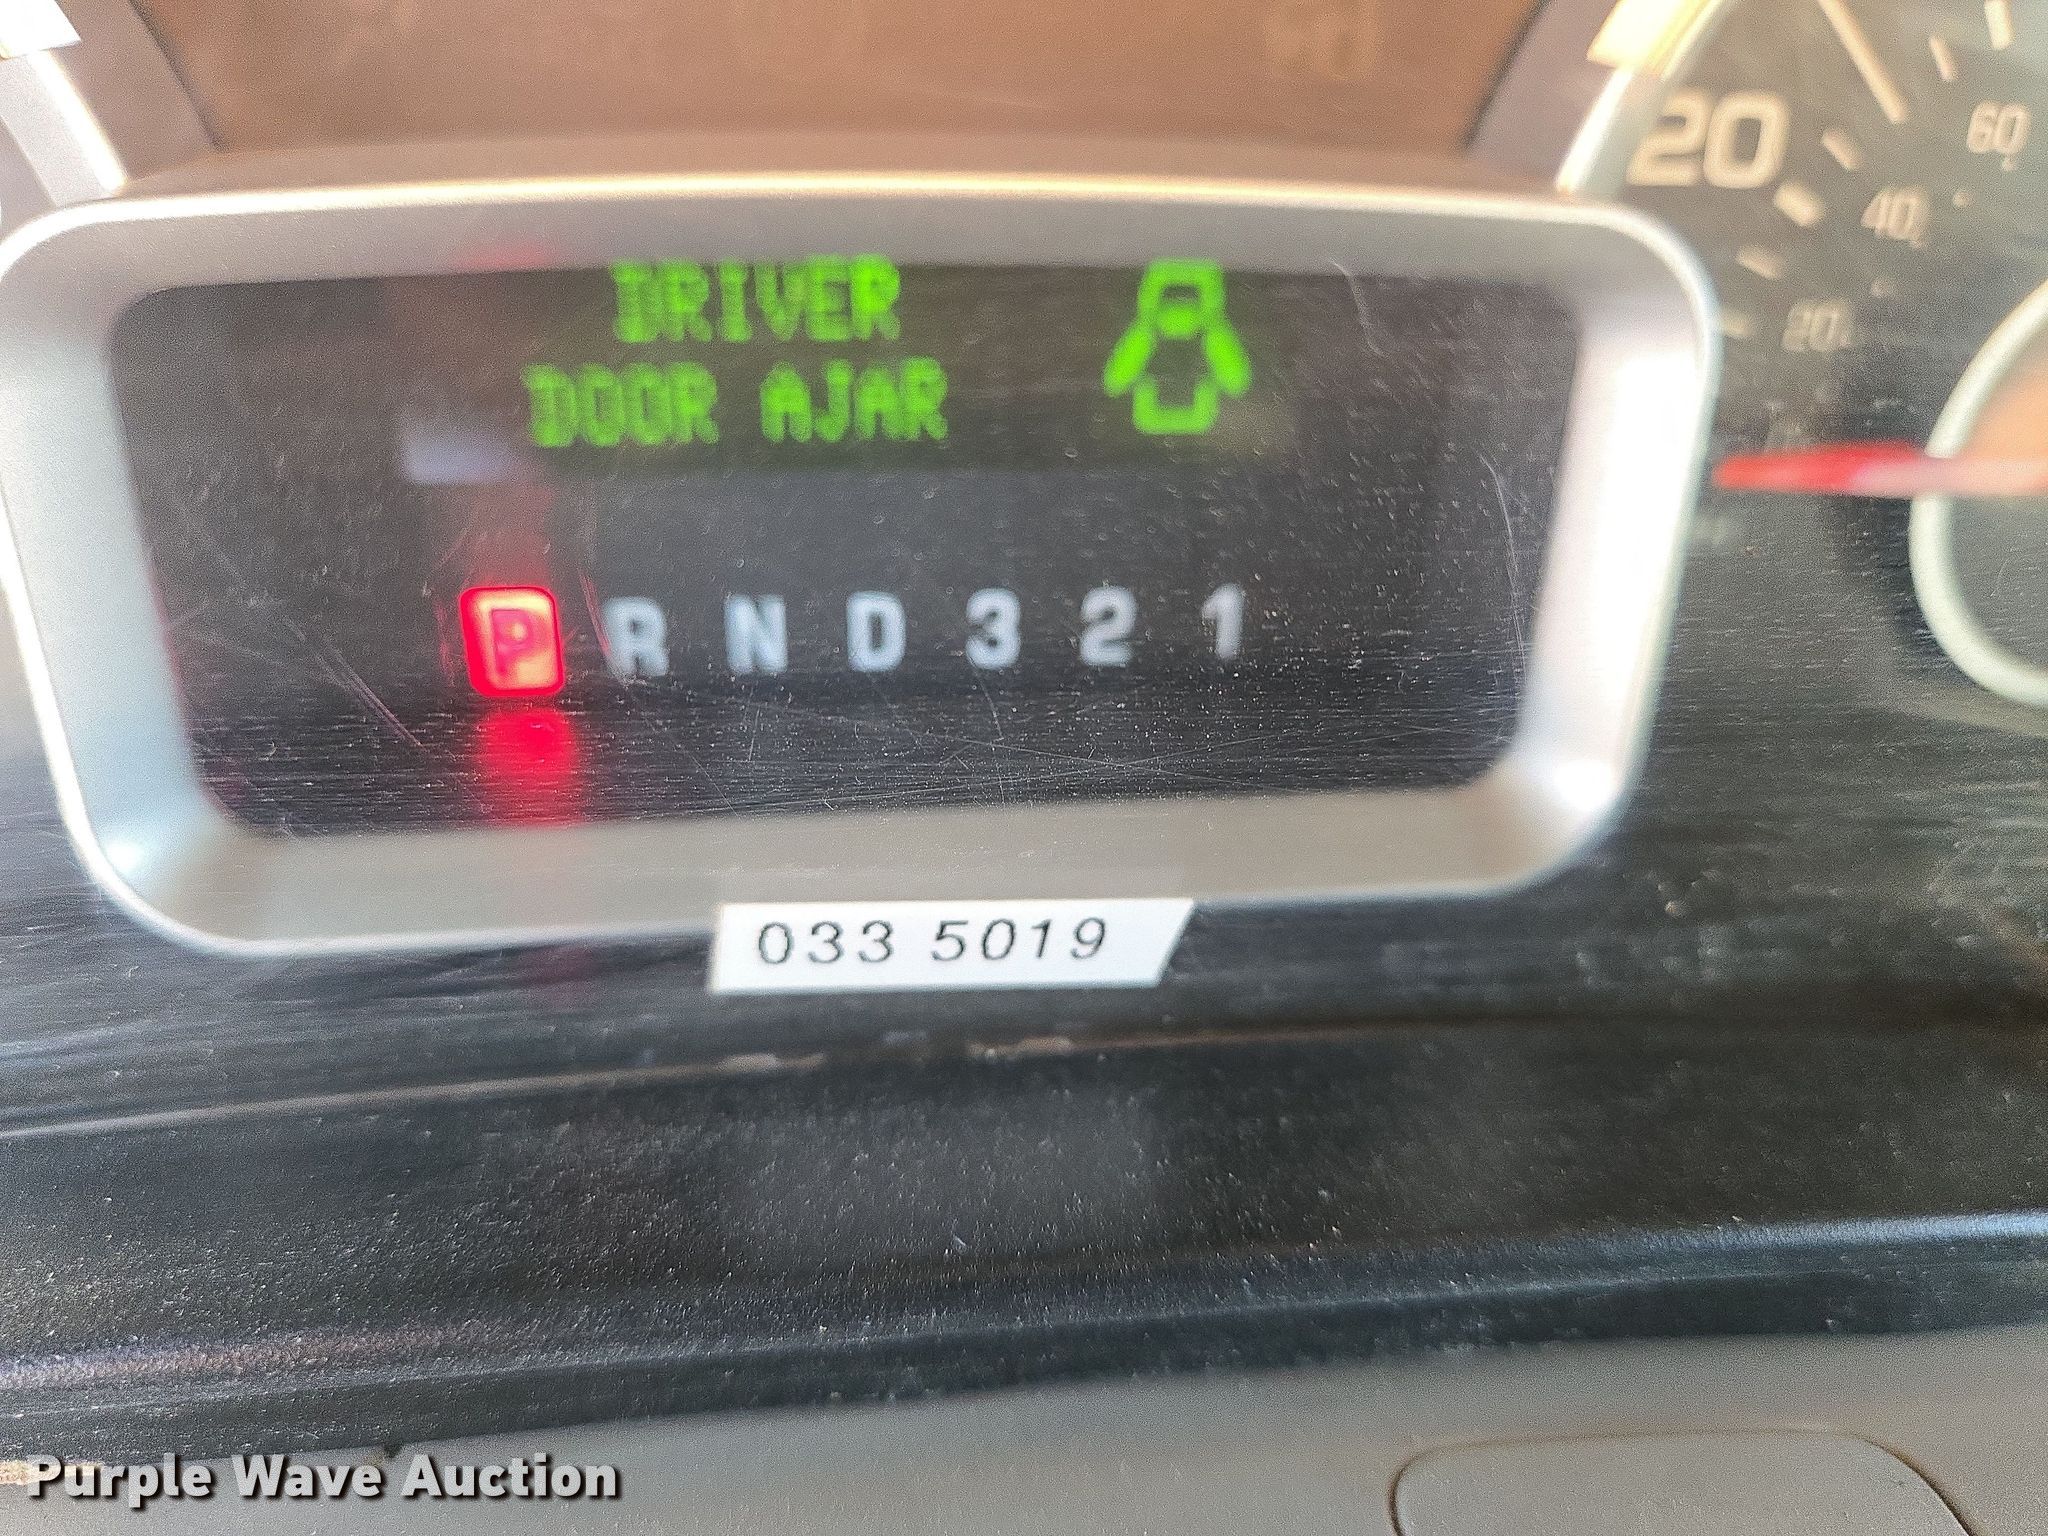 20
60
40
20
DRIVER
DOOR AJAR
P R N D 3 2 1
033 5019
Purple Wave Auction